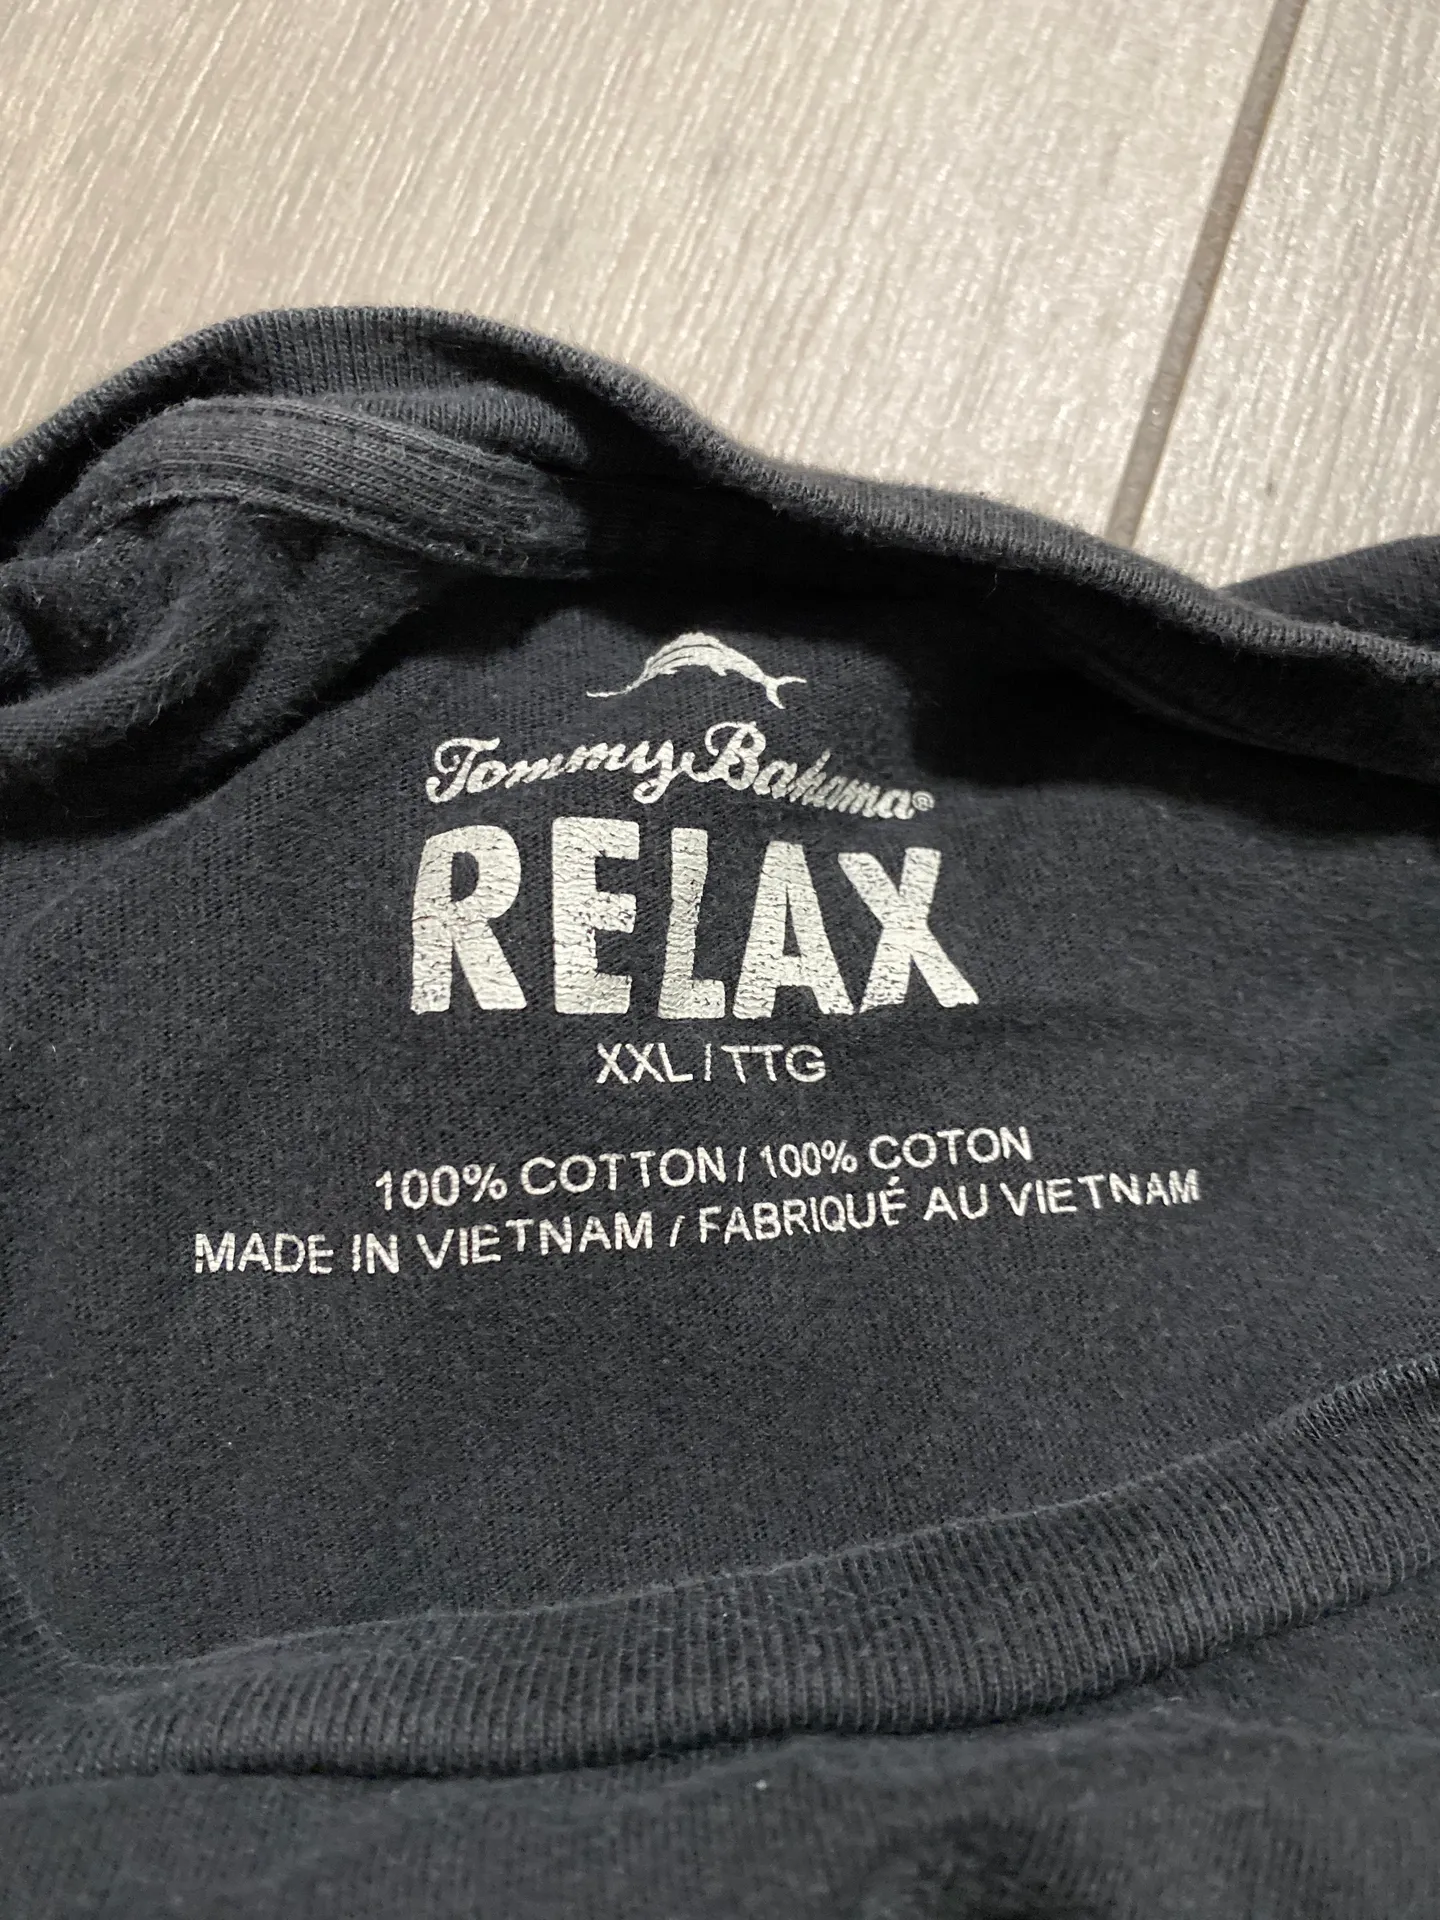 Tommy Bahama®
RELAX
XXL / TTG
100% COTTON / 100% COTON
MADE IN VIETNAM / FABRIQUÉ AU VIETNAM